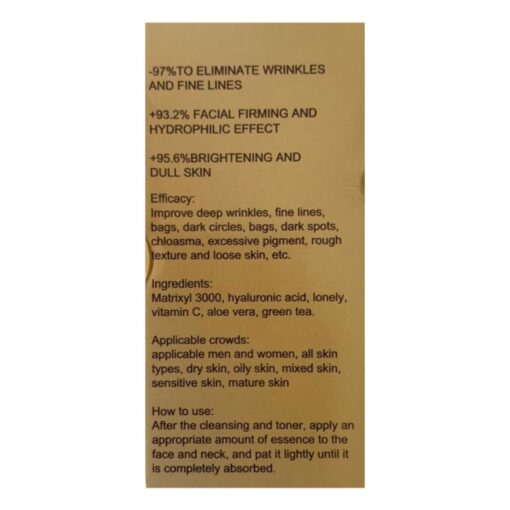 -97%TO ELIMINATE WRINKLES
AND FINE LINES
+93.2% FACIAL FIRMING AND
HYDROPHILIC EFFECT
+95.6%BRIGHTENING AND
DULL SKIN
Efficacy:
Improve deep wrinkles, fine lines,
bags, dark circles, bags, dark spots,
chloasma, excessive pigment, rough
texture and loose skin, etc.
Ingredients:
Matrixyl 3000, hyaluronic acid, lonely,
vitamin C, aloe vera, green tea.
Applicable crowds:
applicable men and women, all skin
types, dry skin, oily skin, mixed skin,
sensitive skin, mature skin
How to use:
After the cleansing and toner, apply an
appropriate amount of essence to the
face and neck, and pat it lightly until it
is completely absorbed.